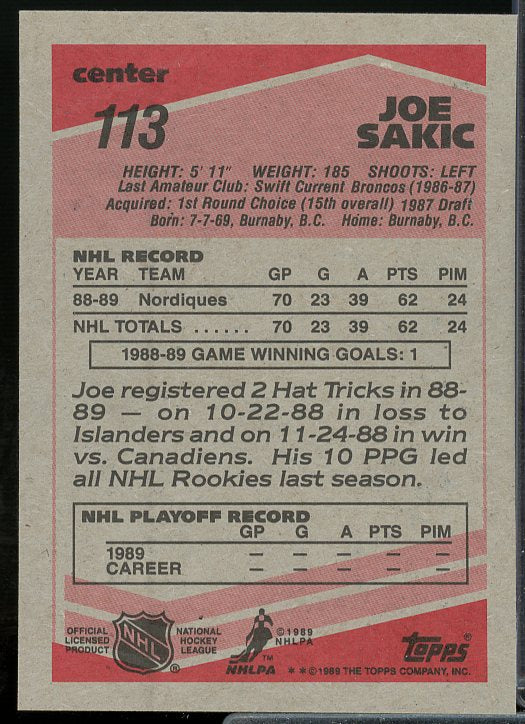 center
113
JOE
SAKIC
HEIGHT: 5' 11" WEIGHT: 185 SHOOTS: LEFT
Last Amateur Club: Swift Current Broncos (1986-87)
Acquired: 1st Round Choice (15th overall) 1987 Draft
Born: 7-7-69, Burnaby, B.C. Home: Burnaby, B.C.
NHL RECORD
YEAR TEAM GP G A PTS PIM
88-89 Nordiques 70 23 39 62 24
NHL TOTALS ...... 70 23 39 62 24
1988-89 GAME WINNING GOALS: 1
Joe registered 2 Hat Tricks in 88-
89 — on 10-22-88 in loss to
Islanders and on 11-24-88 in win
vs. Canadiens. His 10 PPG led
all NHL Rookies last season.
NHL PLAYOFF RECORD
GP G A PTS PIM
1989 — — — — —
CAREER — — — — —
OFFICIAL
LICENSED
PRODUCT
NHL
®
NATIONAL
HOCKEY
LEAGUE
©1989
NHLPA
™
NHLPA
TOPPS®
**©1989 THE TOPPS COMPANY, INC.